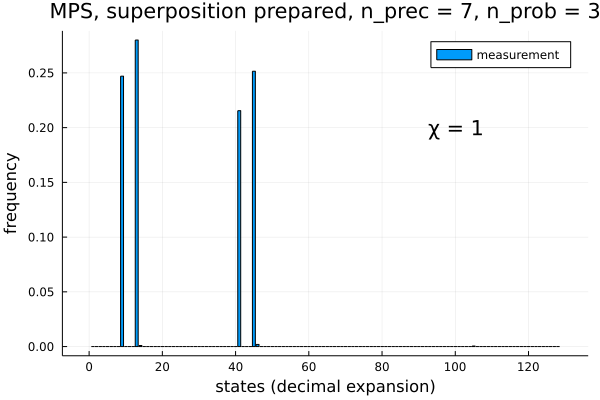 MPS, superposition prepared, n_prec = 7, n_prob = 3
measurement
χ = 1
frequency
0.25
0.20
0.15
0.10
0.05
0.00
0 20 40 60 80 100 120
states (decimal expansion)